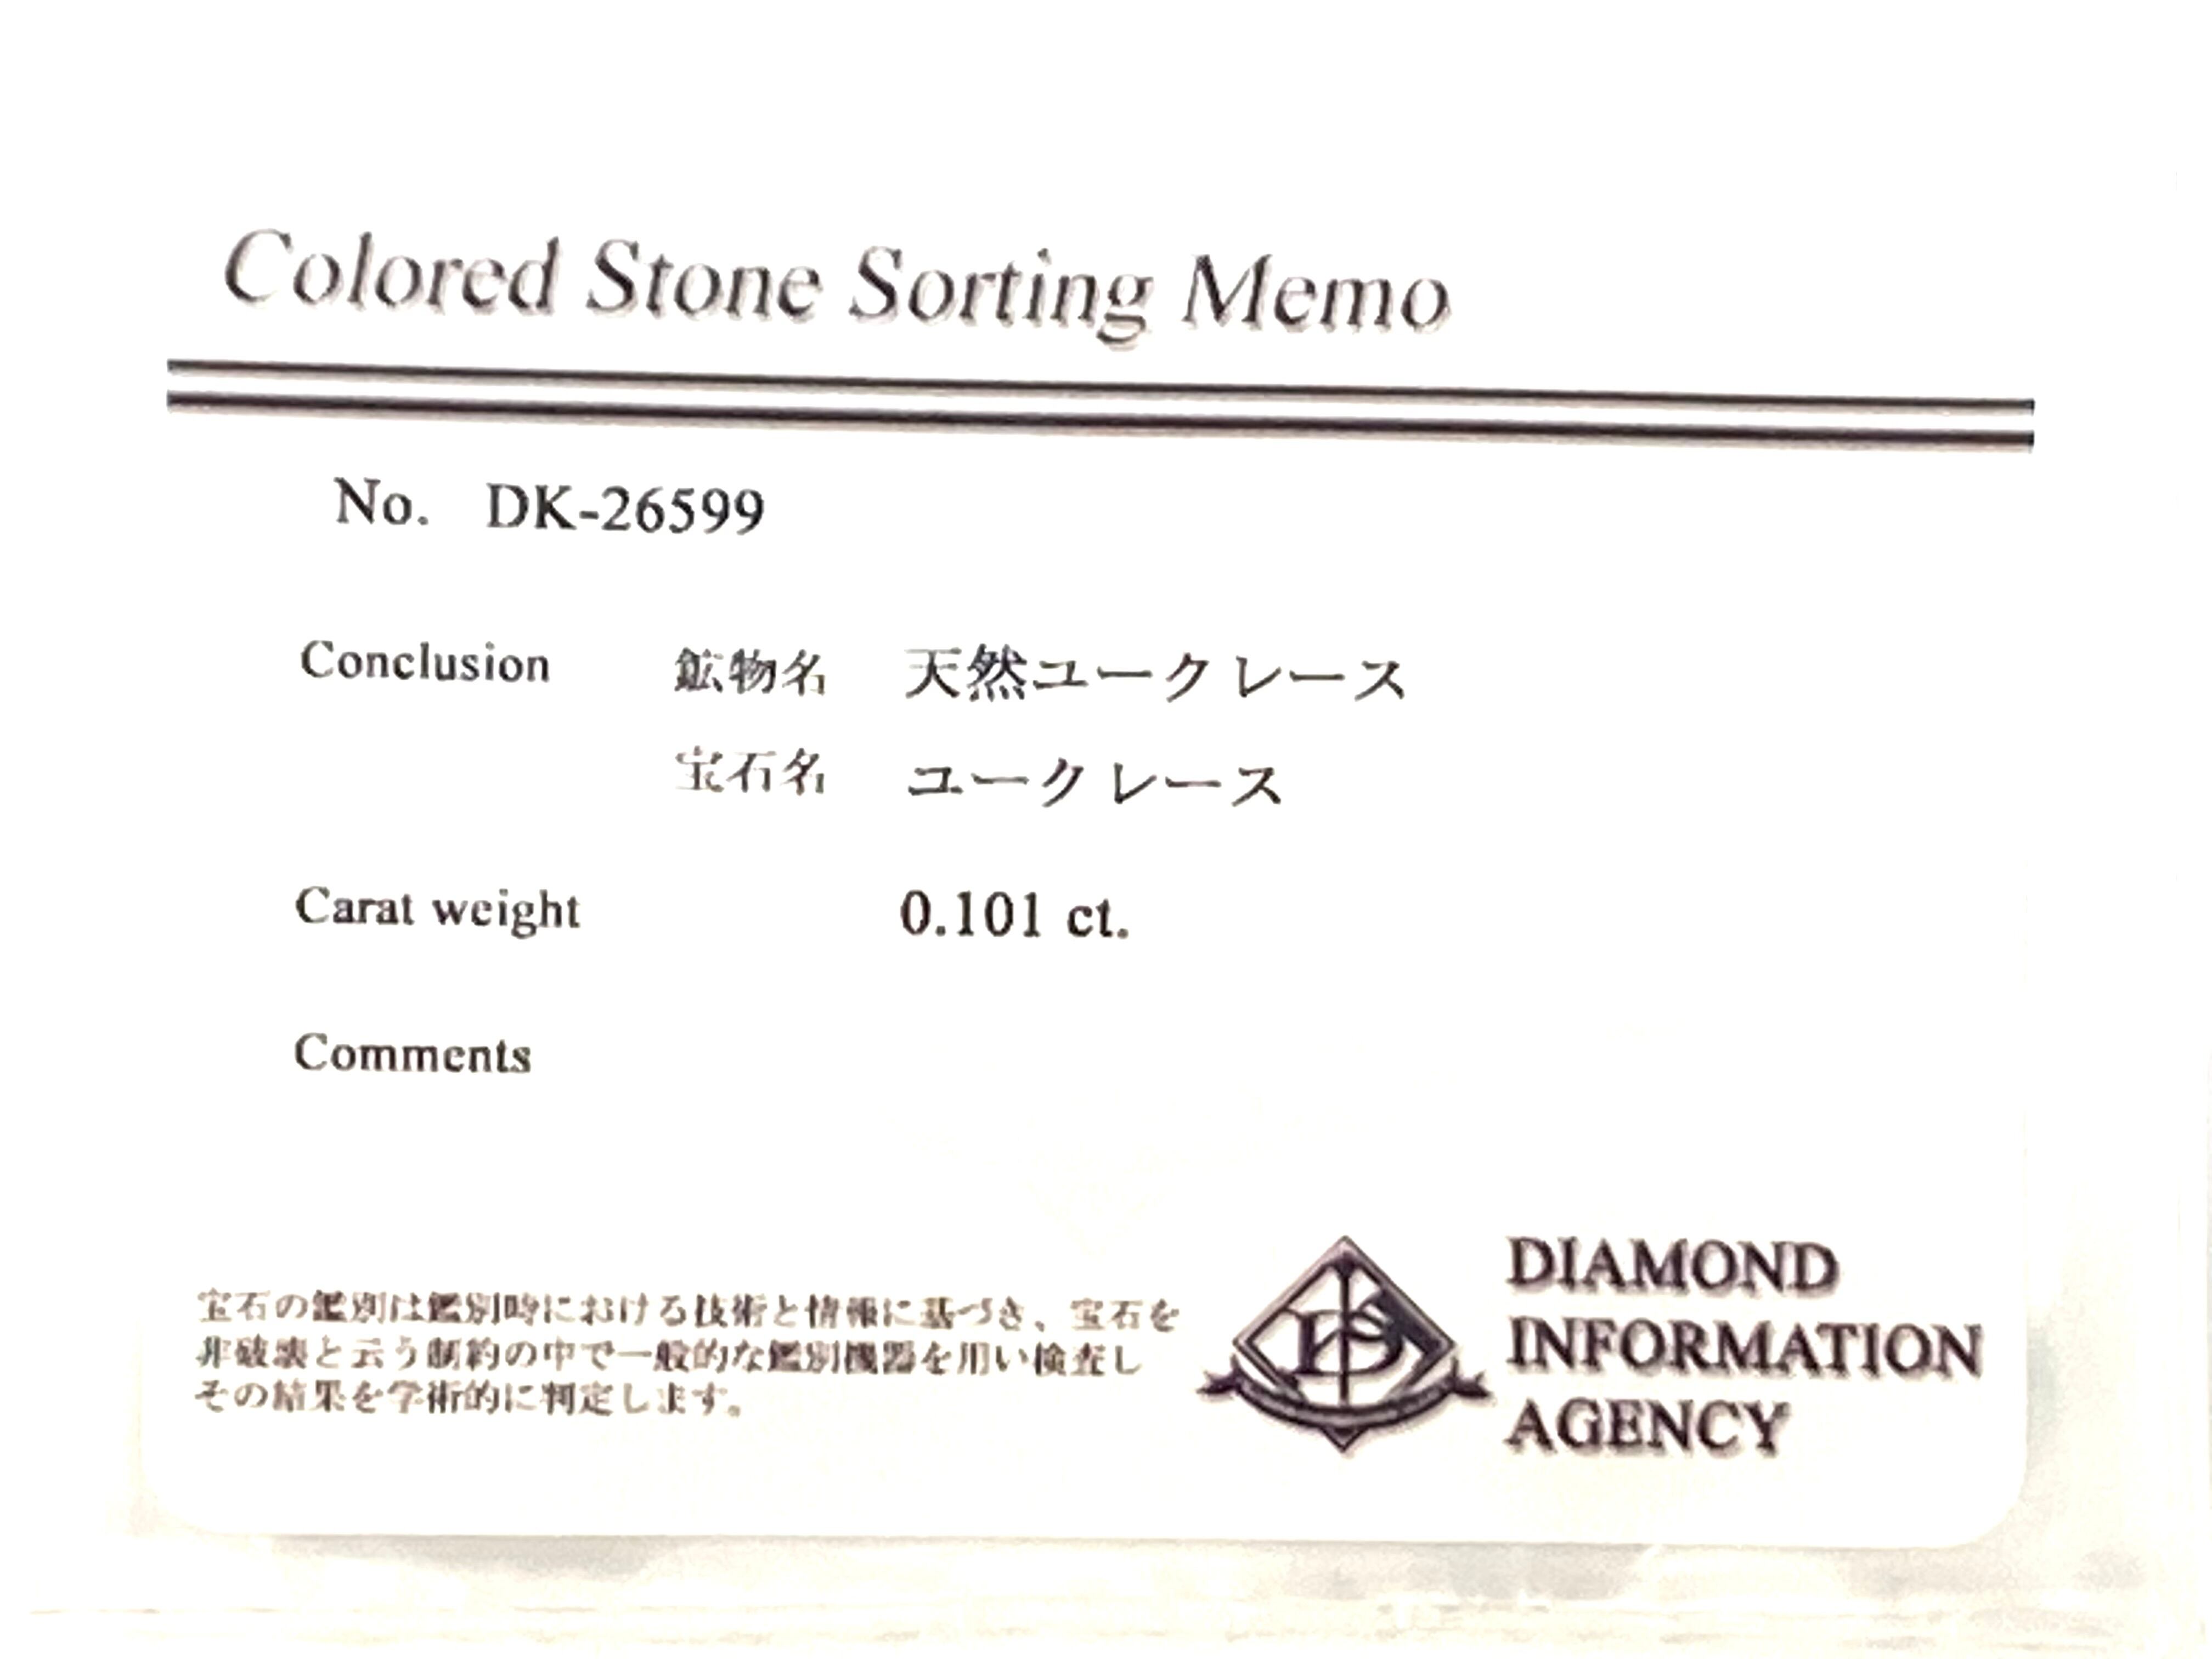 Colored Stone Sorting Memo
No. DK-26599
Conclusion 鉱物名 天然ユークレース
宝石名 ユークレース
Carat weight 0.101 ct.
Comments
宝石の鑑別は鑑別時における技術と情報に基づき、宝石を
非破壊と云う制約の中で一般的な鑑別機器を用い検査し
その結果を学術的に判定します。
DIAMOND
INFORMATION
AGENCY